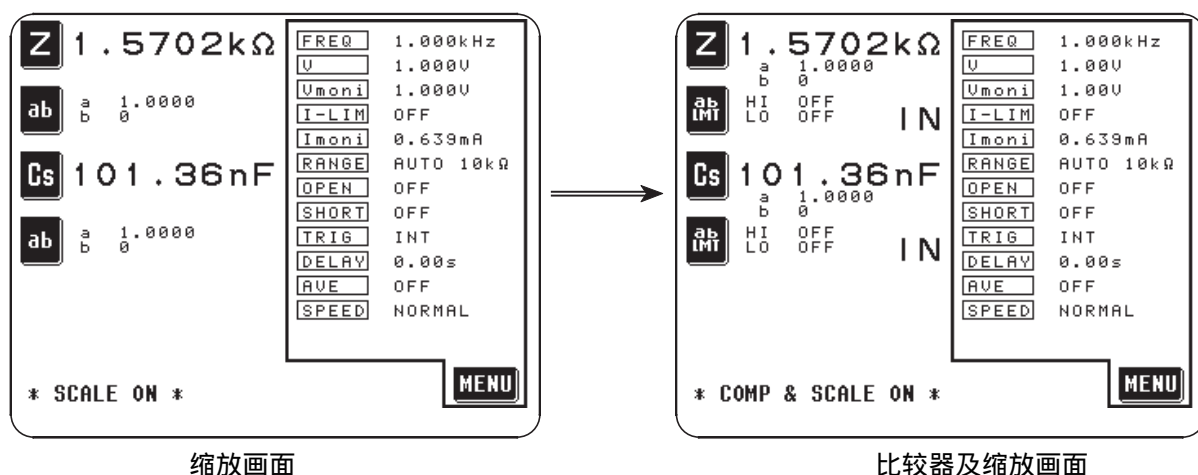 Z 1.5702kΩ
ab a 1.0000
b 0
Cs 101.36nF
ab a 1.0000
b 0
FREQ 1.000kHz
V 1.000V
Vmoni 1.000V
I-LIM OFF
Imoni 0.639mA
RANGE AUTO 10kΩ
OPEN OFF
SHORT OFF
TRIG INT
DELAY 0.00s
AVE OFF
SPEED NORMAL
* SCALE ON *
MENU
缩放画面
Z 1.5702kΩ
a 1.0000
b 0
ab LMT HI OFF
LO OFF IN
Cs 101.36nF
a 1.0000
b 0
ab LMT HI OFF
LO OFF IN
FREQ 1.000kHz
V 1.00V
Vmoni 1.00V
I-LIM OFF
Imoni 0.639mA
RANGE AUTO 10kΩ
OPEN OFF
SHORT OFF
TRIG INT
DELAY 0.00s
AVE OFF
SPEED NORMAL
* COMP & SCALE ON *
MENU
比较器及缩放画面